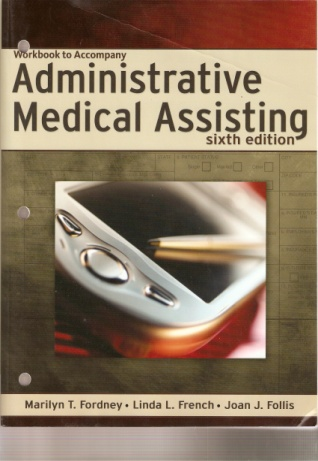 Workbook to Accompany
Administrative
Medical Assisting
sixth edition
Marilyn T. Fordney • Linda L. French • Joan J. Follis